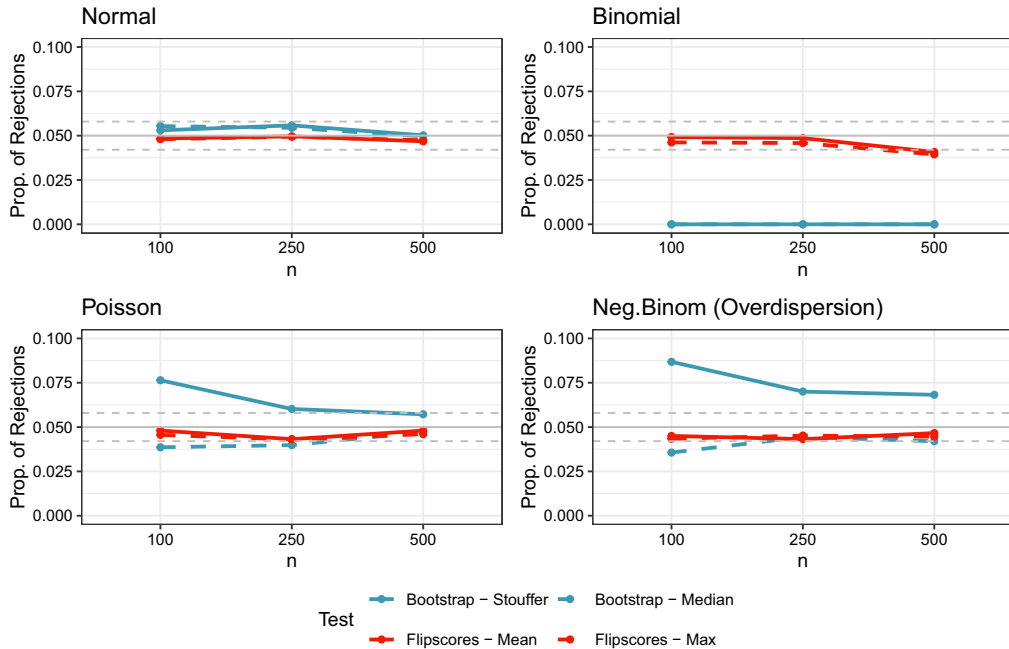 Normal
Prop. of Rejections
0.100
0.075
0.050
0.025
0.000
100 250 500
n
Binomial
Prop. of Rejections
0.100
0.075
0.050
0.025
0.000
100 250 500
n
Poisson
Prop. of Rejections
0.100
0.075
0.050
0.025
0.000
100 250 500
n
Neg.Binom (Overdispersion)
Prop. of Rejections
0.100
0.075
0.050
0.025
0.000
100 250 500
n
Test
Bootstrap − Stouffer
Bootstrap − Median
Flipscores − Mean
Flipscores − Max